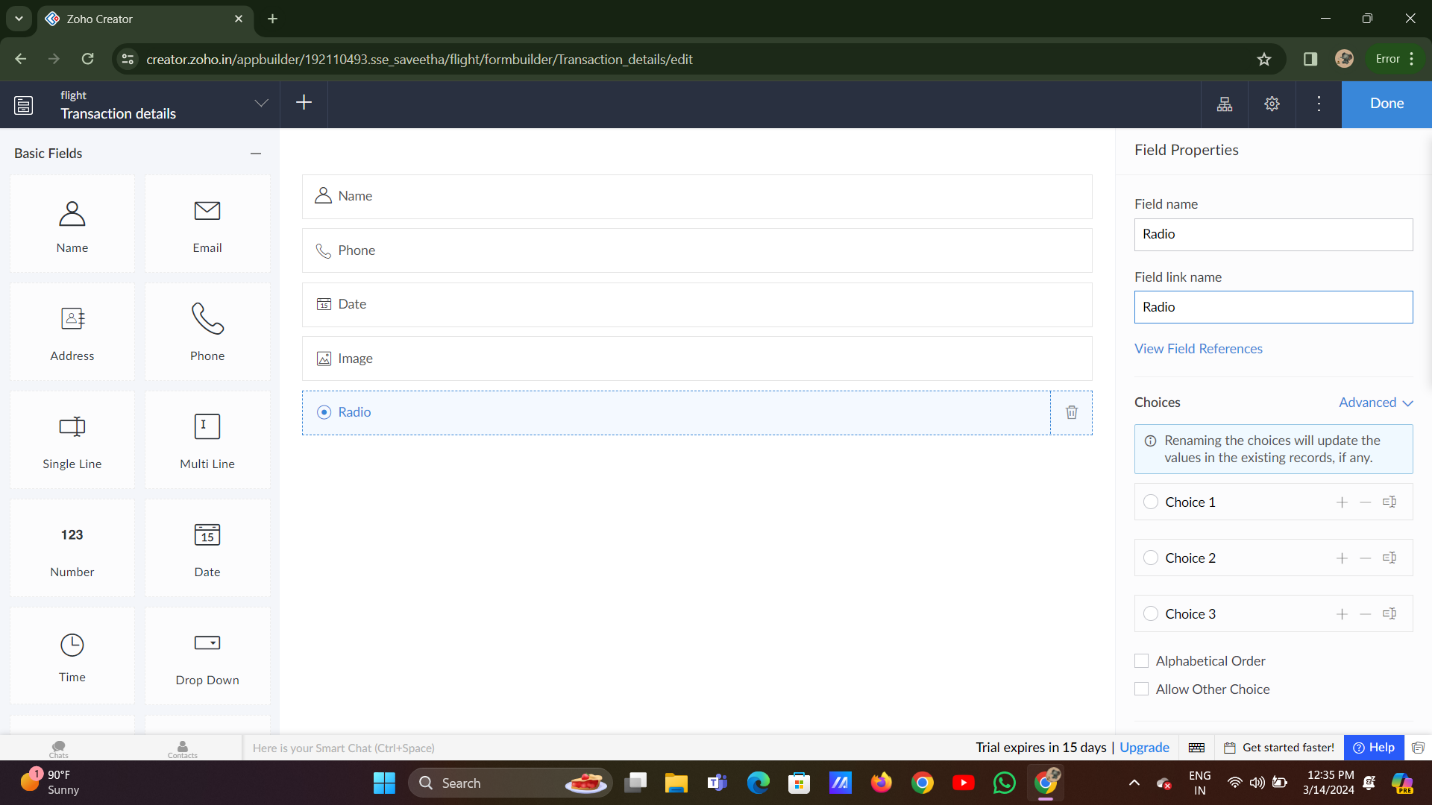 Zoho Creator
creator.zoho.in/appbuilder/192110493.sse_saveetha/flight/formbuilder/Transaction_details/edit
Error
flight
Transaction details
Done
Basic Fields
Name
Email
Address
Phone
Single Line
Multi Line
123
Number
15
Date
Time
Drop Down
Name
Phone
15 Date
Image
Radio
Field Properties
Field name
Radio
Field link name
Radio
View Field References
Choices
Advanced
Renaming the choices will update the
values in the existing records, if any.
Choice 1
Choice 2
Choice 3
Alphabetical Order
Allow Other Choice
Chats
Contacts
Here is your Smart Chat (Ctrl+Space)
Trial expires in 15 days | Upgrade
Get started faster!
Help
1
90°F
Sunny
Search
ENG
IN
12:35 PM
3/14/2024
PRE